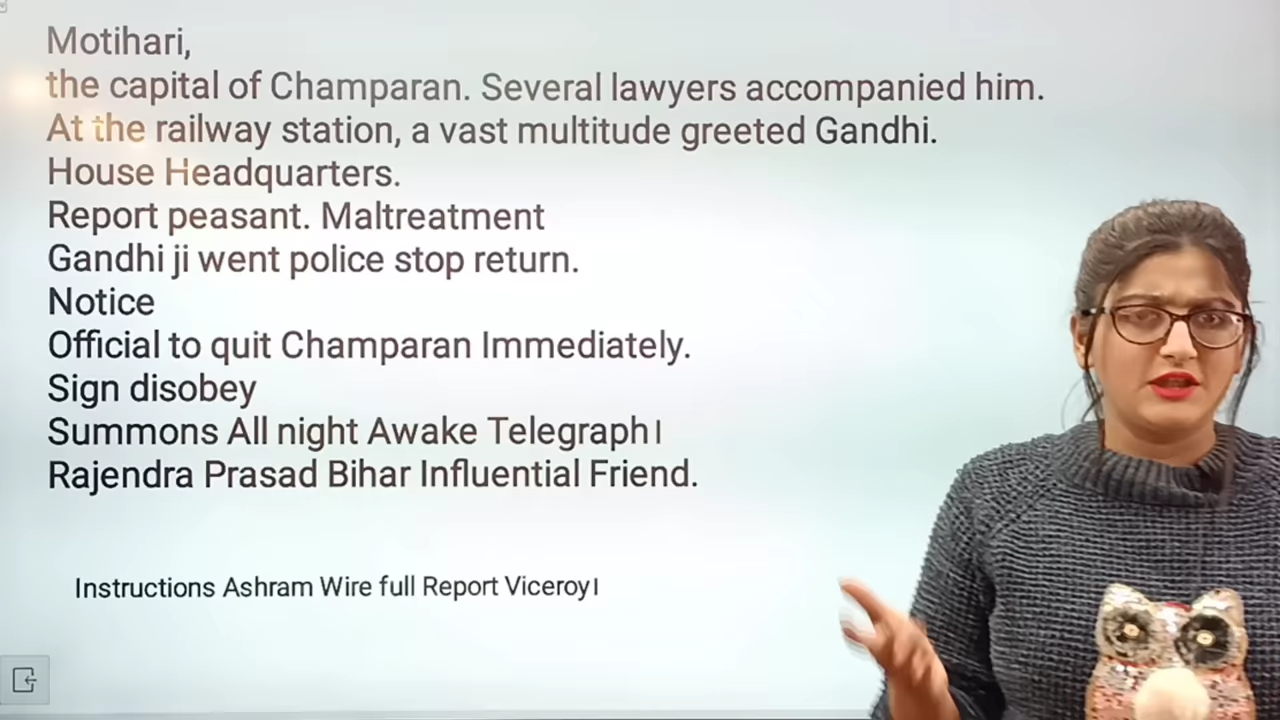 Motihari,
the capital of Champaran. Several lawyers accompanied him.
At the railway station, a vast multitude greeted Gandhi.
House Headquarters.
Report peasant. Maltreatment
Gandhi ji went police stop return.
Notice
Official to quit Champaran Immediately.
Sign disobey
Summons All night Awake Telegraph।
Rajendra Prasad Bihar Influential Friend.
Instructions Ashram Wire full Report Viceroy।